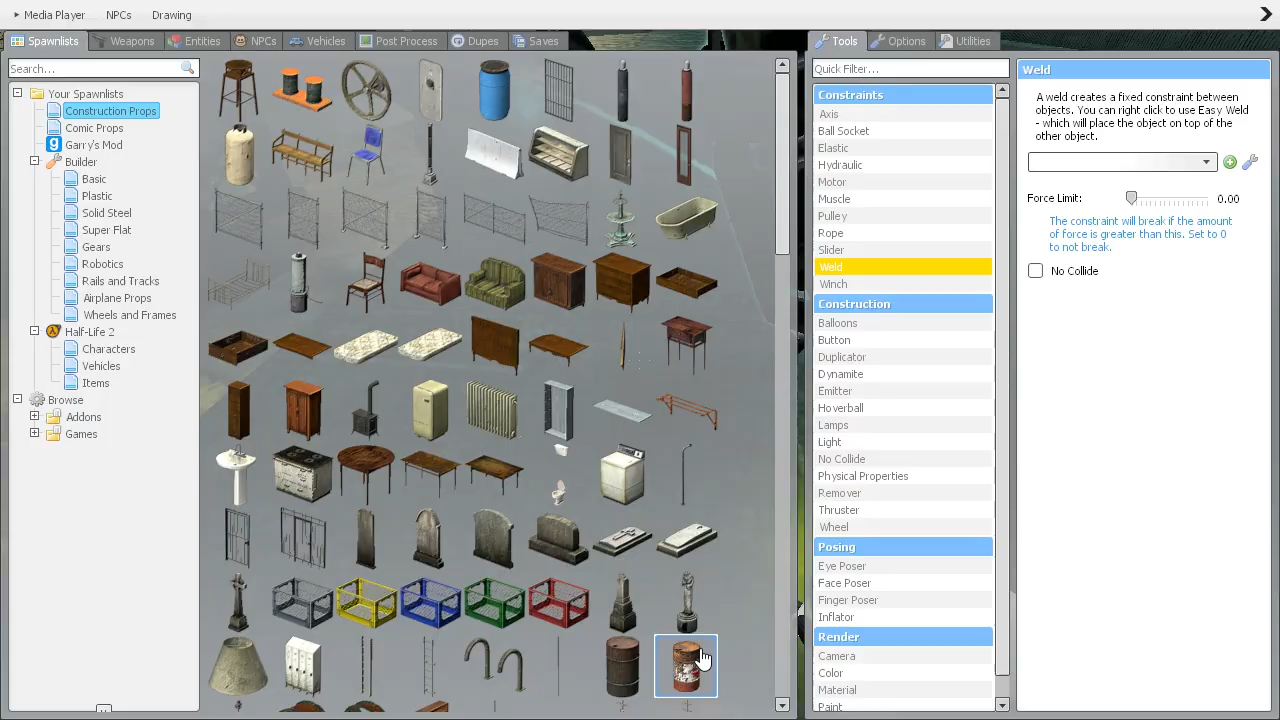 Media Player NPCs Drawing
Spawnlists Weapons Entities NPCs Vehicles Post Process Dupes Saves
Search...
Your Spawnlists
Construction Props
Comic Props
Garry's Mod
Builder
Basic
Plastic
Solid Steel
Super Flat
Gears
Robotics
Rails and Tracks
Airplane Props
Wheels and Frames
Half-Life 2
Characters
Vehicles
Items
Browse
Addons
Games
Tools Options Utilities
Quick Filter...
Constraints
Axis
Ball Socket
Elastic
Hydraulic
Motor
Muscle
Pulley
Rope
Slider
Weld
Winch
Construction
Balloons
Button
Duplicator
Dynamite
Emitter
Hoverball
Lamps
Light
No Collide
Physical Properties
Remover
Thruster
Wheel
Posing
Eye Poser
Face Poser
Finger Poser
Inflator
Render
Camera
Color
Material
Paint
Weld
A weld creates a fixed constraint between
objects. You can right click to use Easy Weld
- which will place the object on top of the
other object.
Force Limit: 0.00
The constraint will break if the amount
of force is greater than this. Set to 0
to not break.
No Collide